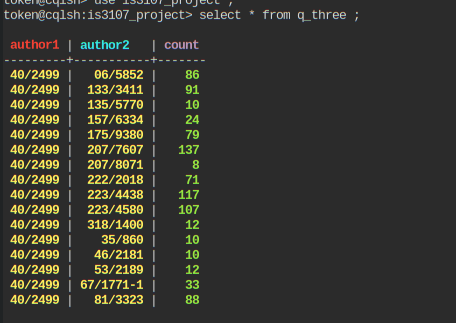 token@cqlsh> use is3107_project ;
token@cqlsh:is3107_project> select * from q_three ;
author1 | author2 | count
---------+-----------+-------
40/2499 | 06/5852 | 86
40/2499 | 133/3411 | 91
40/2499 | 135/5770 | 10
40/2499 | 157/6334 | 24
40/2499 | 175/9380 | 79
40/2499 | 207/7607 | 137
40/2499 | 207/8071 | 8
40/2499 | 222/2018 | 71
40/2499 | 223/4438 | 117
40/2499 | 223/4580 | 107
40/2499 | 318/1400 | 12
40/2499 | 35/860 | 10
40/2499 | 46/2181 | 10
40/2499 | 53/2189 | 12
40/2499 | 67/1771-1 | 33
40/2499 | 81/3323 | 88